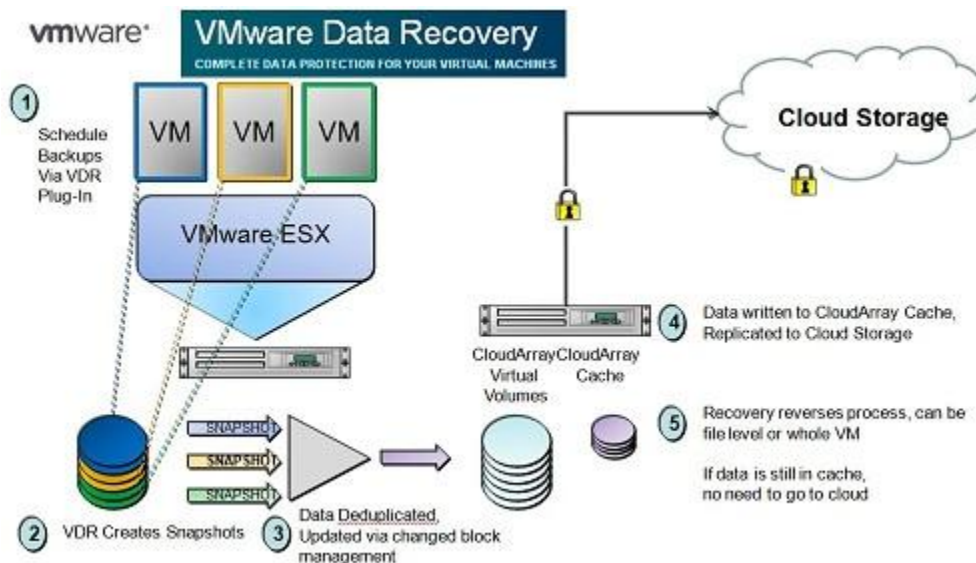 vmware®
VMware Data Recovery
COMPLETE DATA PROTECTION FOR YOUR VIRTUAL MACHINES
1
Schedule
Backups
Via VDR
Plug-In
VM
VM
VM
VMware ESX
Cloud Storage
CloudArray
Virtual
Volumes
CloudArray
Cache
4
Data written to CloudArray Cache,
Replicated to Cloud Storage
SNAPSHOT
SNAPSHOT
SNAPSHOT
5
Recovery reverses process, can be
file level or whole VM
If data is still in cache,
no need to go to cloud
2
VDR Creates Snapshots
3
Data Deduplicated,
Updated via changed block
management